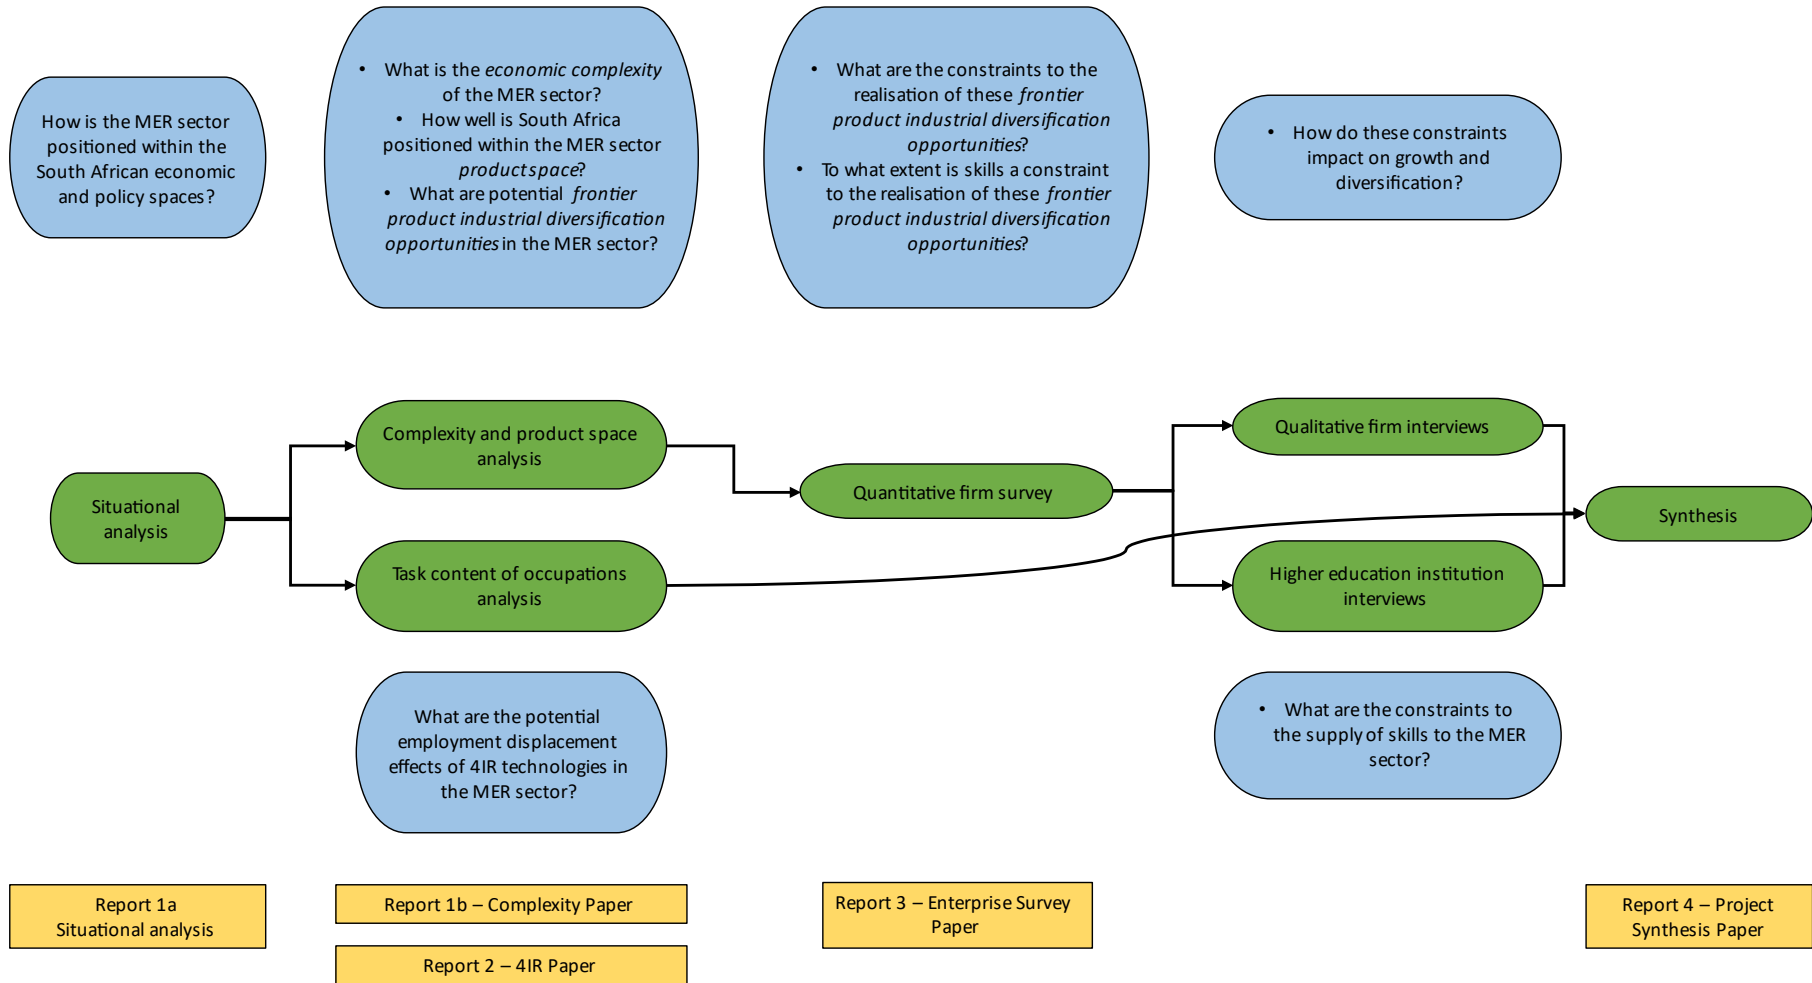 How is the MER sector
positioned within the
South African economic
and policy spaces?
• What is the economic complexity
of the MER sector?
• How well is South Africa
positioned within the MER sector
product space?
• What are potential frontier
product industrial diversification
opportunities in the MER sector?
• What are the constraints to the
realisation of these frontier
product industrial diversification
opportunities?
• To what extent is skills a constraint
to the realisation of these frontier
product industrial diversification
opportunities?
• How do these constraints
impact on growth and
diversification?
Situational
analysis
Complexity and product space
analysis
Task content of occupations
analysis
Quantitative firm survey
Qualitative firm interviews
Higher education institution
interviews
Synthesis
What are the potential
employment displacement
effects of 4IR technologies in
the MER sector?
• What are the constraints to
the supply of skills to the MER
sector?
Report 1a
Situational analysis
Report 1b – Complexity Paper
Report 2 – 4IR Paper
Report 3 – Enterprise Survey
Paper
Report 4 – Project
Synthesis Paper